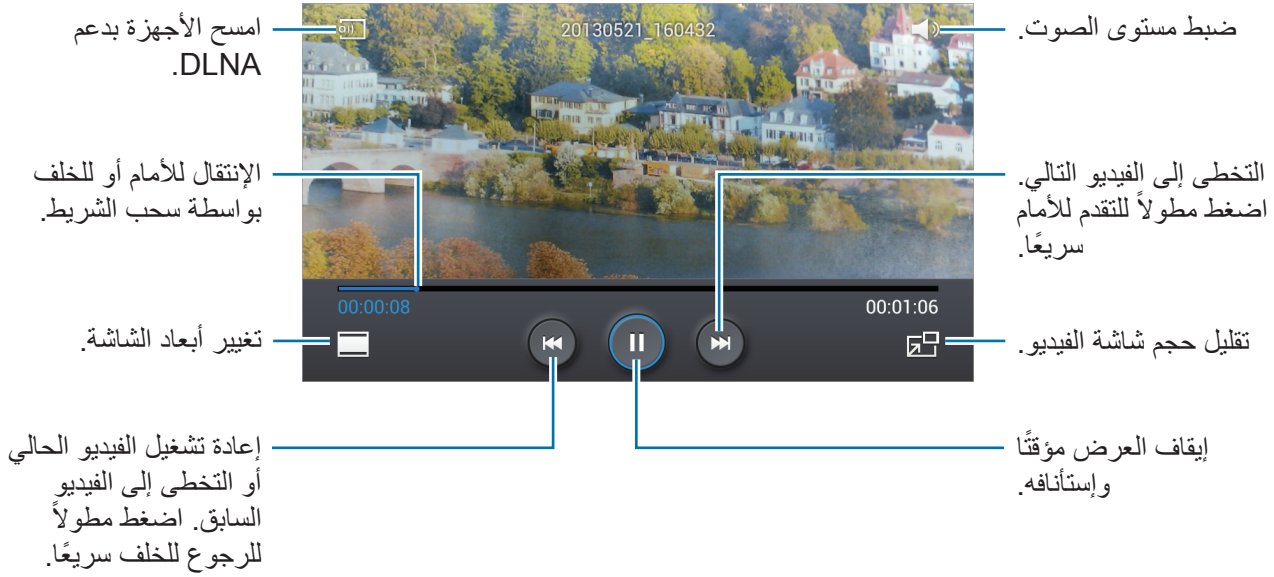 امسح الأجهزة بدعم
DLNA.
20130521_160432
ضبط مستوى الصوت.
الإنتقال للأمام أو للخلف
بواسطة سحب الشريط.
التخطى إلى الفيديو التالي.
اضغط مطولاً للتقدم للأمام
سريعًا.
00:00:08
00:01:06
تغيير أبعاد الشاشة.
تقليل حجم شاشة الفيديو.
إعادة تشغيل الفيديو الحالي
أو التخطى إلى الفيديو
السابق. اضغط مطولاً
للرجوع للخلف سريعًا.
إيقاف العرض مؤقتًا
وإستأنافه.